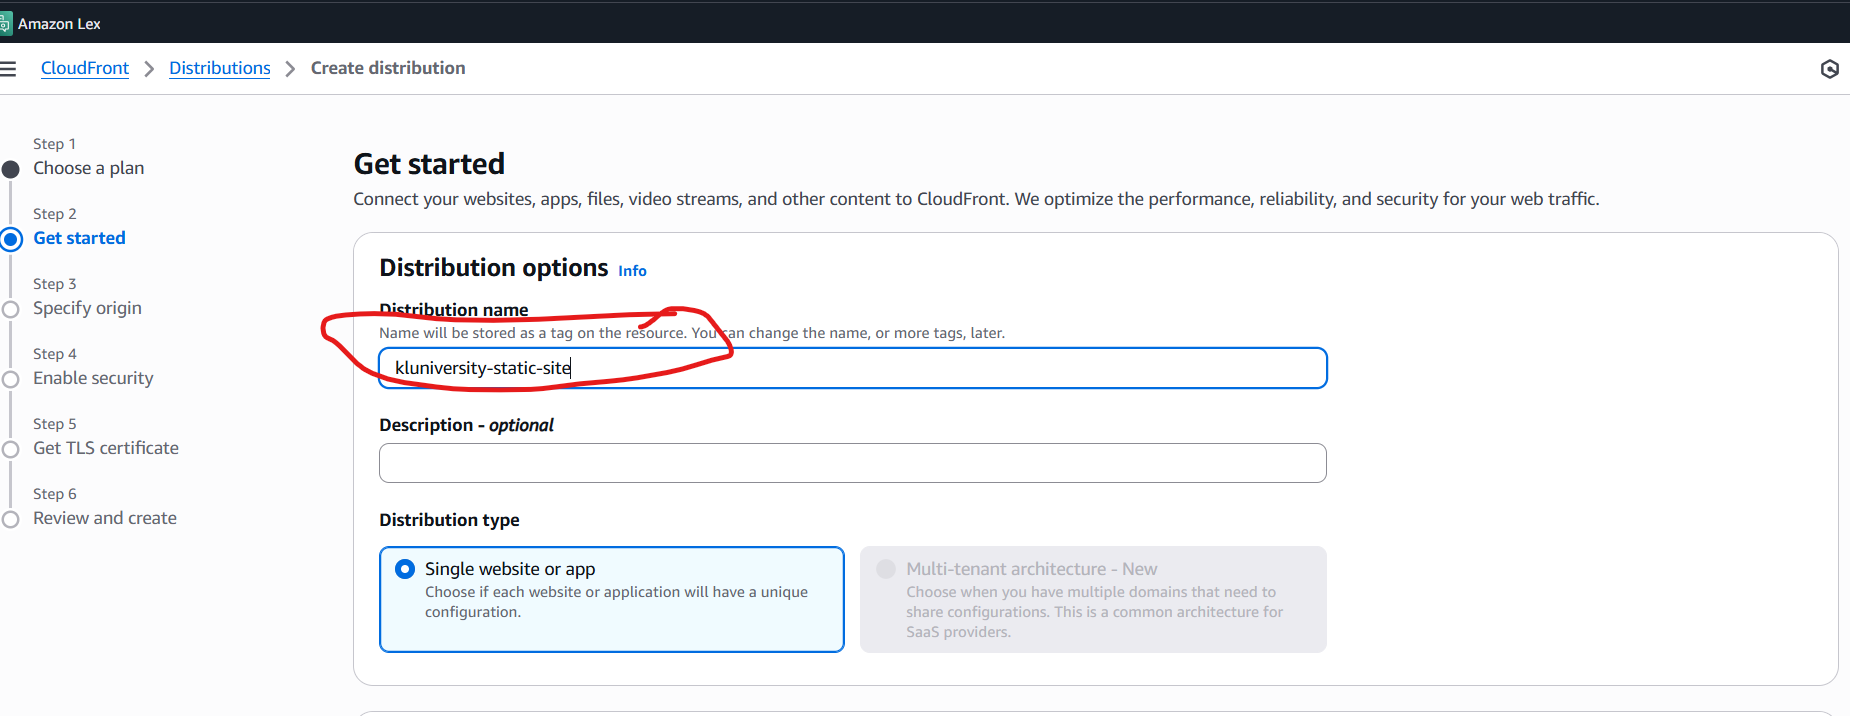 Amazon Lex
CloudFront > Distributions > Create distribution
Step 1
Choose a plan
Step 2
Get started
Step 3
Specify origin
Step 4
Enable security
Step 5
Get TLS certificate
Step 6
Review and create
Get started
Connect your websites, apps, files, video streams, and other content to CloudFront. We optimize the performance, reliability, and security for your web traffic.
Distribution options Info
Distribution name
Name will be stored as a tag on the resource. You can change the name, or more tags, later.
kluniversity-static-site
Description - optional
Distribution type
Single website or app
Choose if each website or application will have a unique
configuration.
Multi-tenant architecture - New
Choose when you have multiple domains that need to
share configurations. This is a common architecture for
SaaS providers.